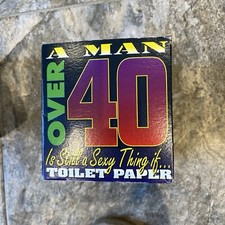 A MAN
OVER
40
Is Still a Sexy Thing if...
TOILET PAPER